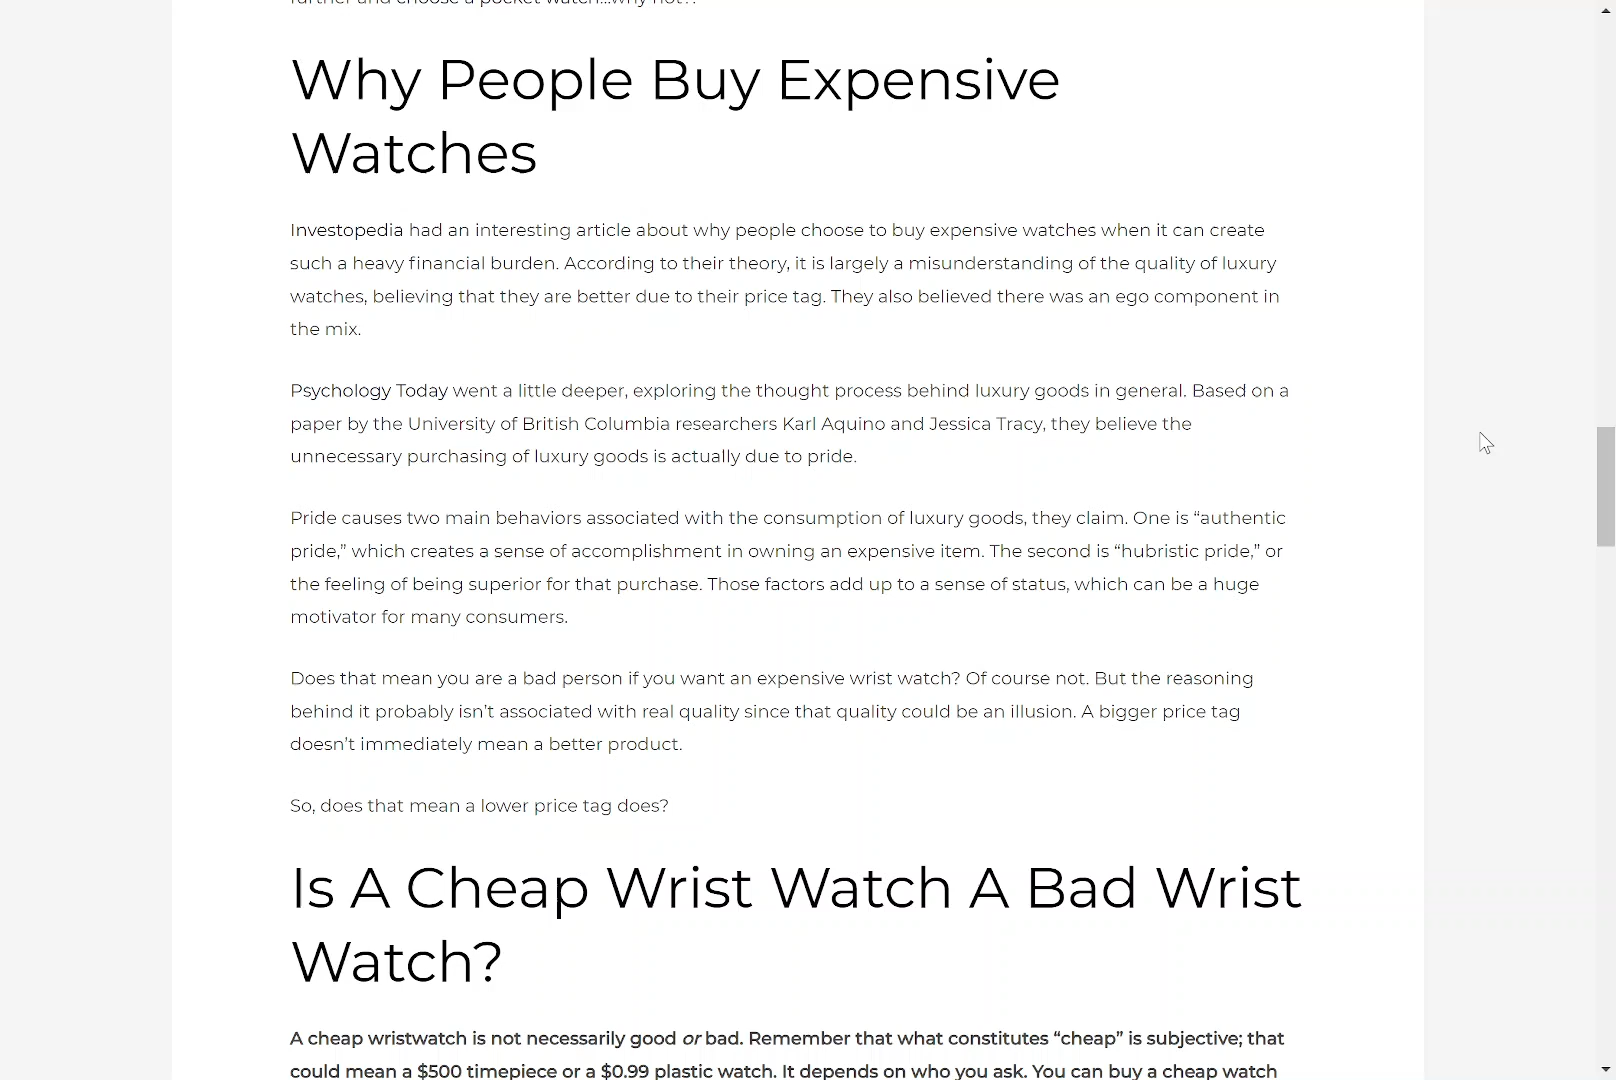 further and choose a pocket watch...why not?!
Why People Buy Expensive
Watches
Investopedia had an interesting article about why people choose to buy expensive watches when it can create
such a heavy financial burden. According to their theory, it is largely a misunderstanding of the quality of luxury
watches, believing that they are better due to their price tag. They also believed there was an ego component in
the mix.
Psychology Today went a little deeper, exploring the thought process behind luxury goods in general. Based on a
paper by the University of British Columbia researchers Karl Aquino and Jessica Tracy, they believe the
unnecessary purchasing of luxury goods is actually due to pride.
Pride causes two main behaviors associated with the consumption of luxury goods, they claim. One is “authentic
pride,” which creates a sense of accomplishment in owning an expensive item. The second is “hubristic pride,” or
the feeling of being superior for that purchase. Those factors add up to a sense of status, which can be a huge
motivator for many consumers.
Does that mean you are a bad person if you want an expensive wrist watch? Of course not. But the reasoning
behind it probably isn’t associated with real quality since that quality could be an illusion. A bigger price tag
doesn’t immediately mean a better product.
So, does that mean a lower price tag does?
Is A Cheap Wrist Watch A Bad Wrist
Watch?
A cheap wristwatch is not necessarily good or bad. Remember that what constitutes “cheap” is subjective; that
could mean a $500 timepiece or a $0.99 plastic watch. It depends on who you ask. You can buy a cheap watch